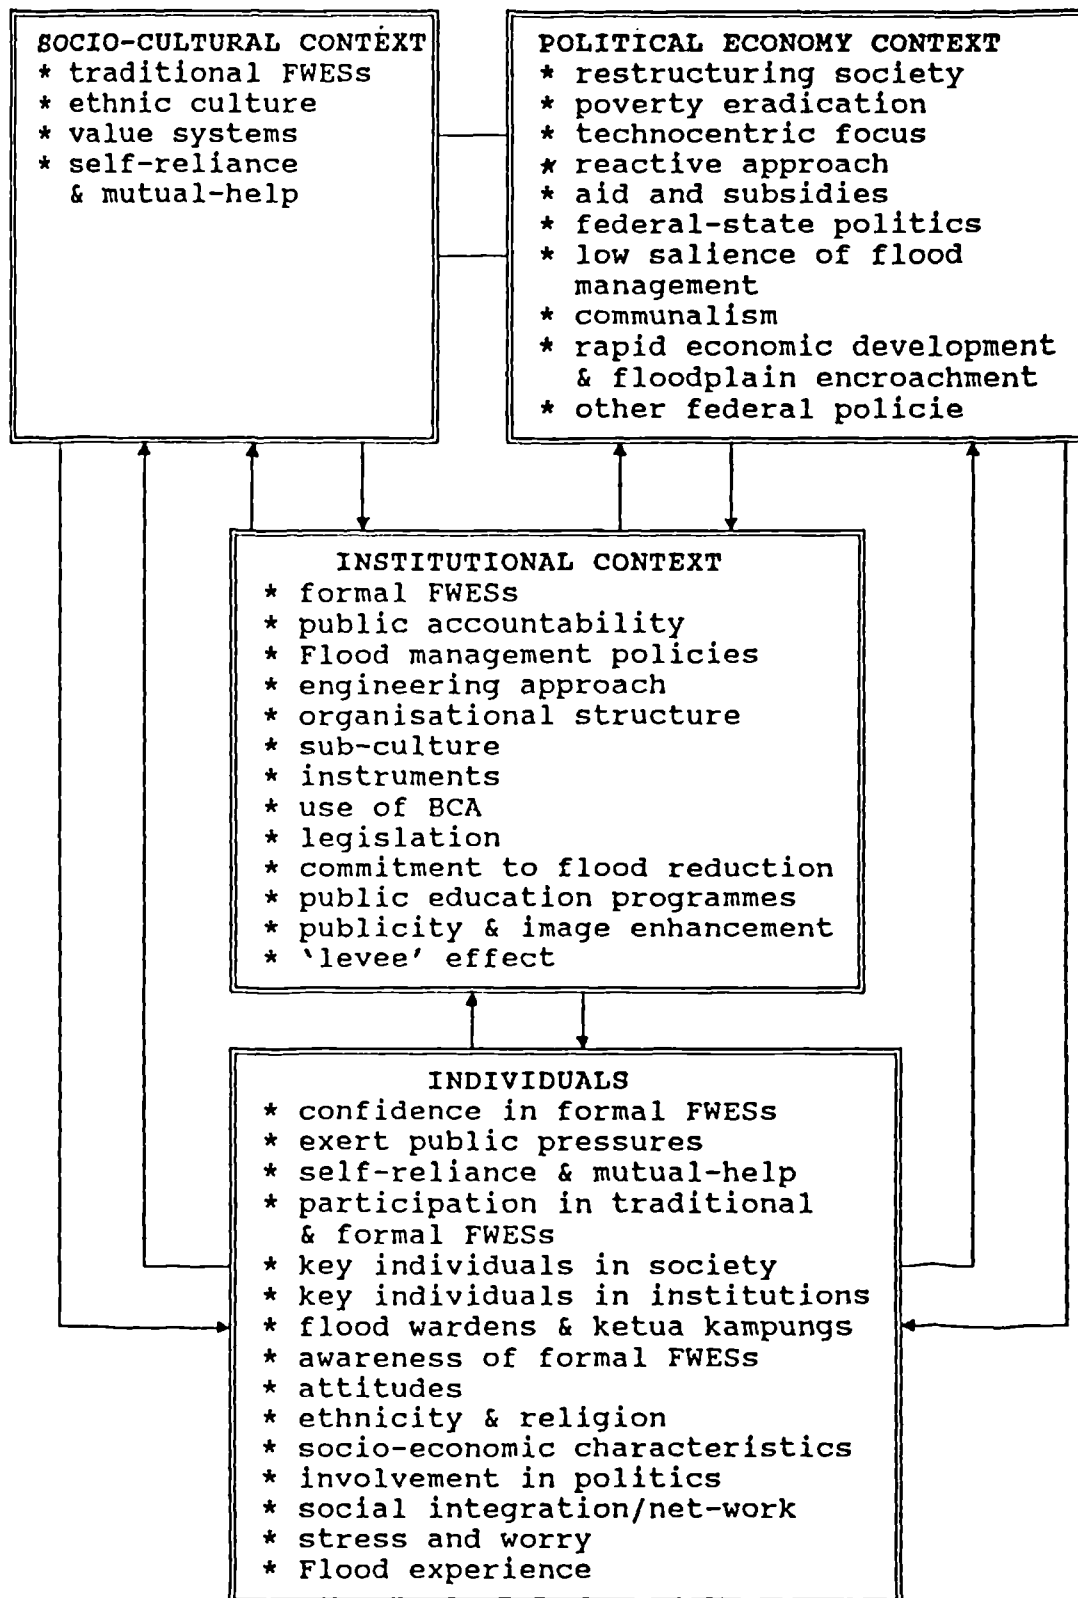 SOCIO-CULTURAL CONTEXT
* traditional FWESs
* ethnic culture
* value systems
* self-reliance
& mutual-help
POLITICAL ECONOMY CONTEXT
* restructuring society
* poverty eradication
* technocentric focus
* reactive approach
* aid and subsidies
* federal-state politics
* low salience of flood
management
* communalism
* rapid economic development
& floodplain encroachment
* other federal policie
INSTITUTIONAL CONTEXT
* formal FWESs
* public accountability
* Flood management policies
* engineering approach
* organisational structure
* sub-culture
* instruments
* use of BCA
* legislation
* commitment to flood reduction
* public education programmes
* publicity & image enhancement
* 'levee' effect
INDIVIDUALS
* confidence in formal FWESs
* exert public pressures
* self-reliance & mutual-help
* participation in traditional
& formal FWESs
* key individuals in society
* key individuals in institutions
* flood wardens & ketua kampungs
* awareness of formal FWESs
* attitudes
* ethnicity & religion
* socio-economic characteristics
* involvement in politics
* social integration/net-work
* stress and worry
* Flood experience